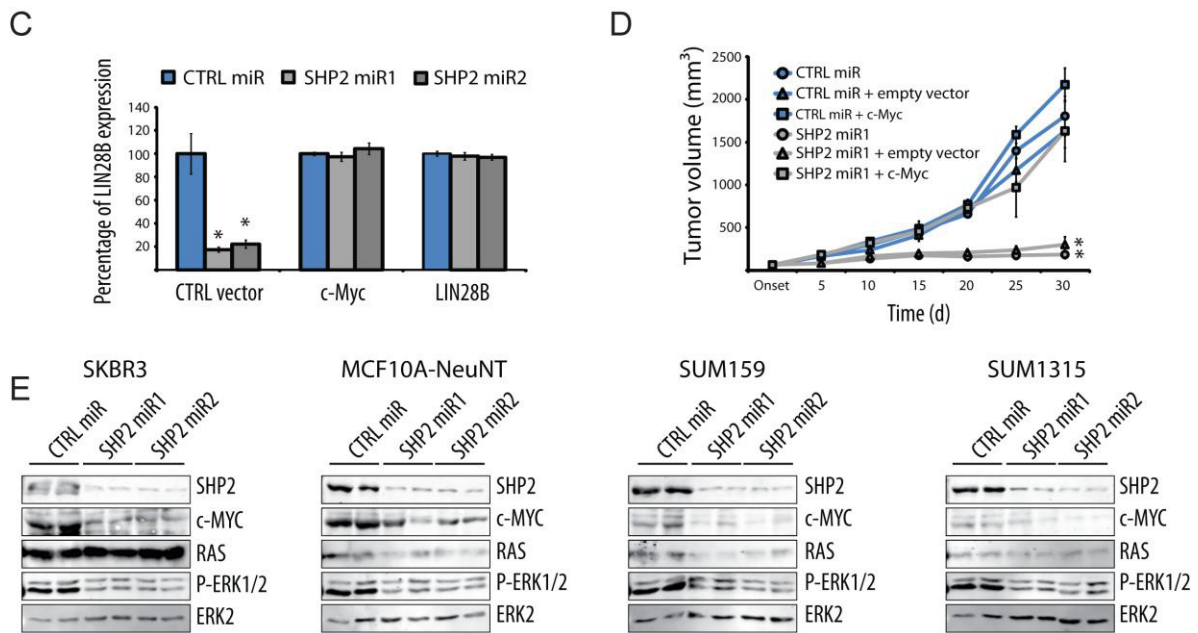 C
CTRL miR SHP2 miR1 SHP2 miR2
Percentage of LIN28B expression
140
120
100
80
60
40
20
* *
CTRL vector c-Myc LIN28B
D
Tumor volume (mm³)
2500
2000
1500
1000
500
CTRL miR
CTRL miR + empty vector
CTRL miR + c-Myc
SHP2 miR1
SHP2 miR1 + empty vector
SHP2 miR1 + c-Myc
*
*
Onset 5 10 15 20 25 30
Time (d)
E
SKBR3
CTRL miR SHP2 miR1 SHP2 miR2
SHP2
c-MYC
RAS
P-ERK1/2
ERK2
MCF10A-NeuNT
CTRL miR SHP2 miR1 SHP2 miR2
SHP2
c-MYC
RAS
P-ERK1/2
ERK2
SUM159
CTRL miR SHP2 miR1 SHP2 miR2
SHP2
c-MYC
RAS
P-ERK1/2
ERK2
SUM1315
CTRL miR SHP2 miR1 SHP2 miR2
SHP2
c-MYC
RAS
P-ERK1/2
ERK2